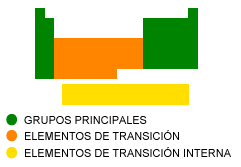 GRUPOS PRINCIPALES
ELEMENTOS DE TRANSICIÓN
ELEMENTOS DE TRANSICIÓN INTERNA